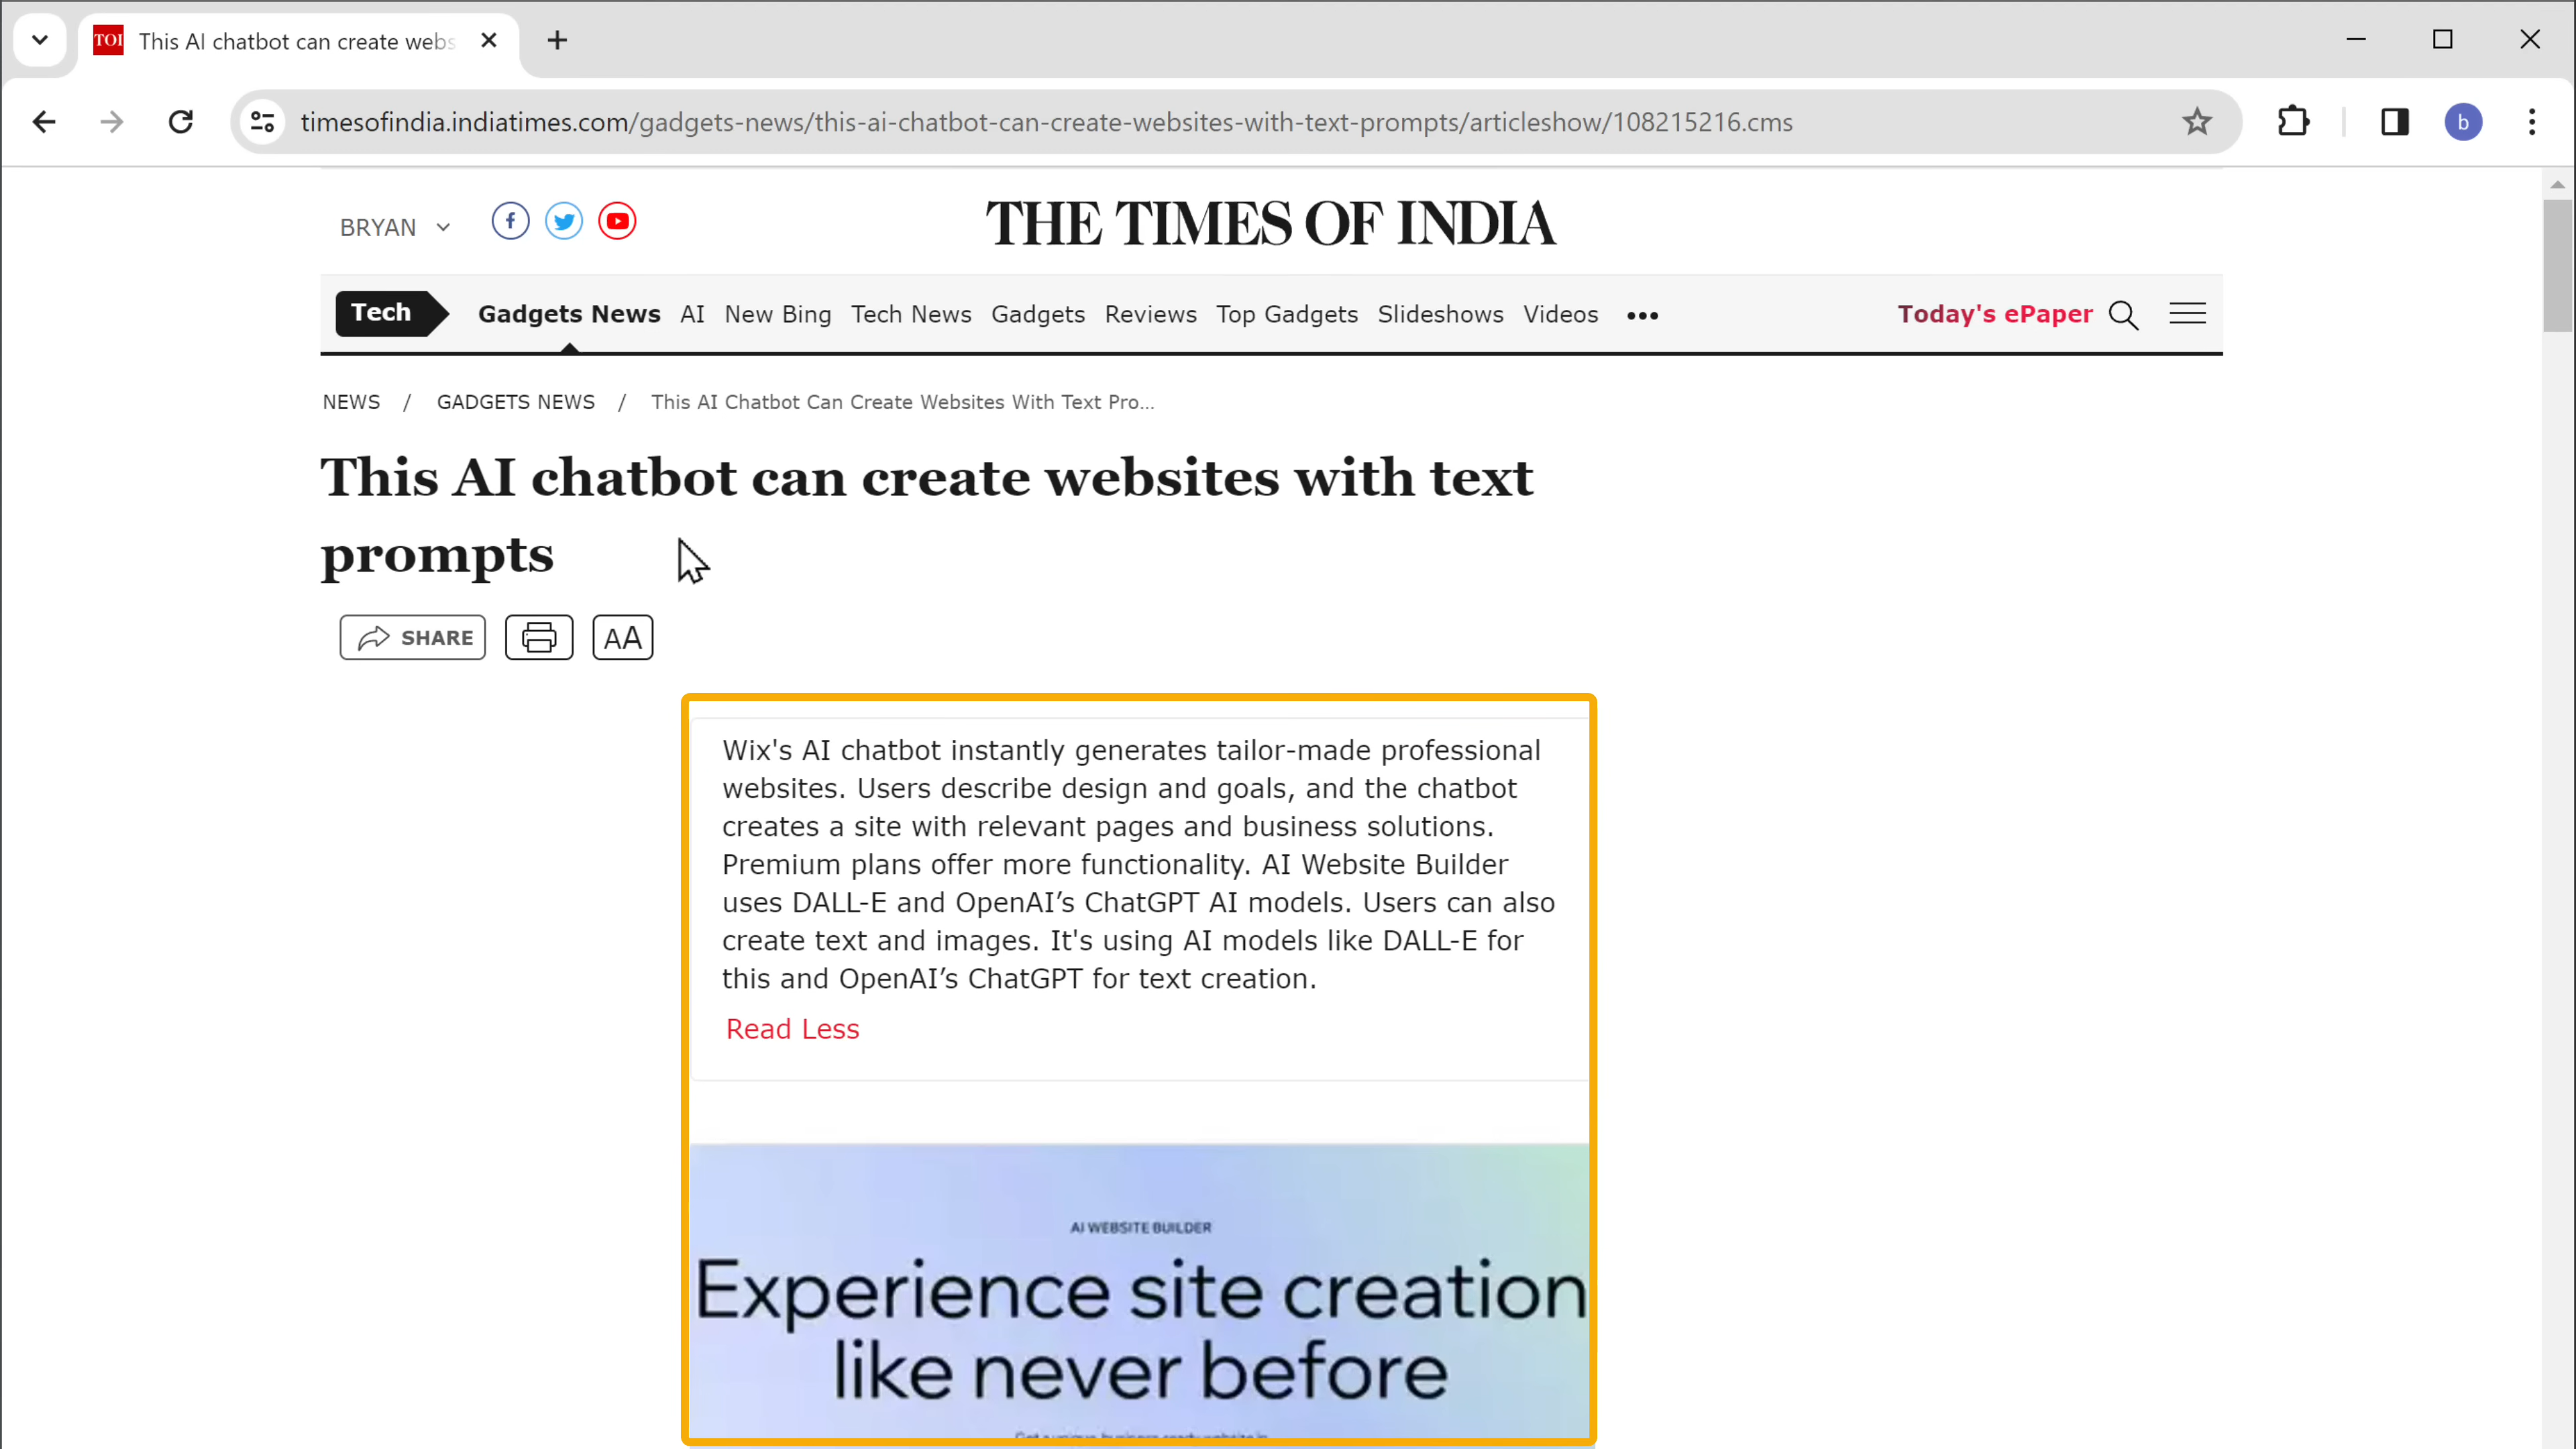 TOI This AI chatbot can create webs
timesofindia.indiatimes.com/gadgets-news/this-ai-chatbot-can-create-websites-with-text-prompts/articleshow/108215216.cms
b
BRYAN
THE TIMES OF INDIA
Tech Gadgets News AI New Bing Tech News Gadgets Reviews Top Gadgets Slideshows Videos ••• Today's ePaper
NEWS / GADGETS NEWS / This AI Chatbot Can Create Websites With Text Pro...
This AI chatbot can create websites with text
prompts
SHARE AA
Wix's AI chatbot instantly generates tailor-made professional
websites. Users describe design and goals, and the chatbot
creates a site with relevant pages and business solutions.
Premium plans offer more functionality. AI Website Builder
uses DALL-E and OpenAI’s ChatGPT AI models. Users can also
create text and images. It's using AI models like DALL-E for
this and OpenAI’s ChatGPT for text creation.
Read Less
AI WEBSITE BUILDER
Experience site creation
like never before